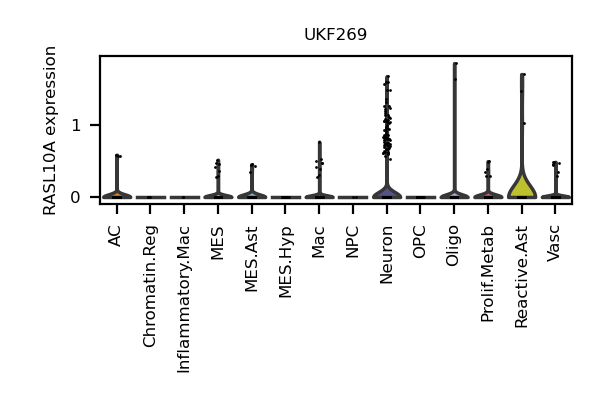 UKF269
RASL10A expression
1
0
AC
Chromatin.Reg
Inflammatory.Mac
MES
MES.Ast
MES.Hyp
Mac
NPC
Neuron
OPC
Oligo
Prolif.Metab
Reactive.Ast
Vasc